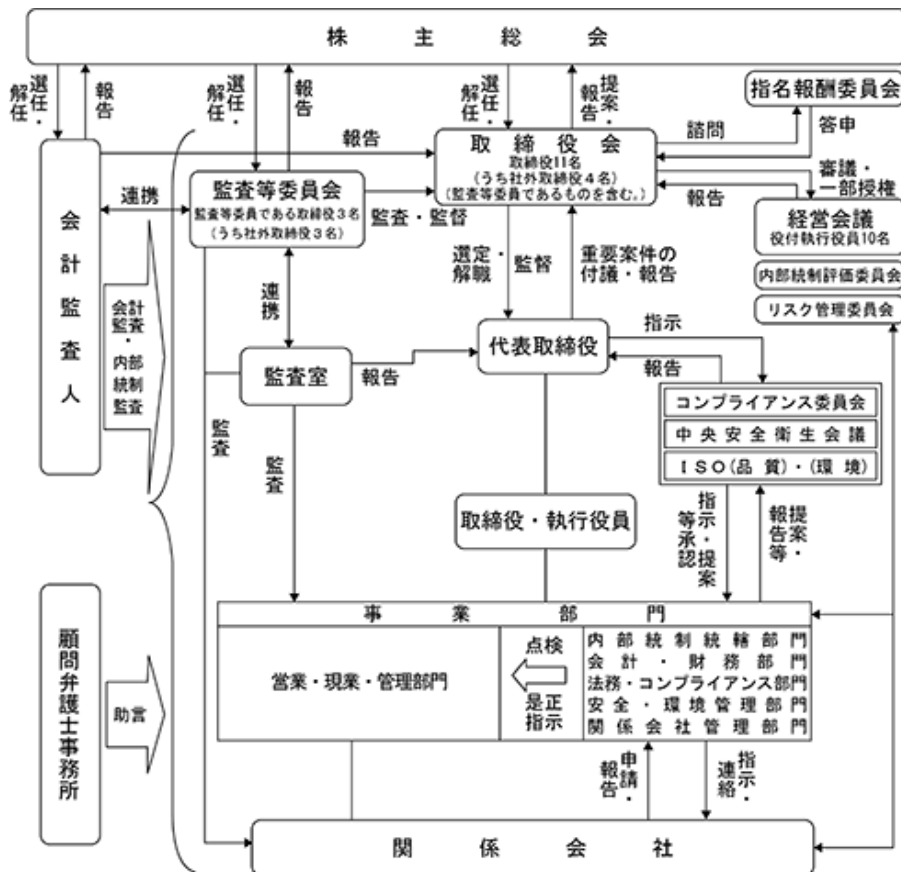 株主総会
選任・
解任
報告
選任・
解任
報告
選任・
解任
提案・
報告
指名報酬委員会
諮問
答申
報告
取締役会
取締役11名
(うち社外取締役4名)
(監査等委員であるものを含む。)
審議・
一部授権
報告
経営会議
役付執行役員10名
内部統制評価委員会
リスク管理委員会
会計監査人
連携
監査等委員会
監査等委員である取締役3名
(うち社外取締役3名)
監査・監督
選定・
解職
監督
重要案件の
付議・報告
会計
監査・
内部
統制
監査
連携
監査室
報告
代表取締役
指示
報告
コンプライアンス委員会
中央安全衛生会議
ISO(品質)・(環境)
監査
監査
取締役・執行役員
指示・提案
等承認
提案・
報告等
事業部門
営業・現業・管理部門
点検
是正
指示
内部統制統轄部門
会計・財務部門
法務・コンプライアンス部門
安全・環境管理部門
関係会社管理部門
顧問弁護士事務所
助言
申請・
報告
指示・
連絡
関係会社